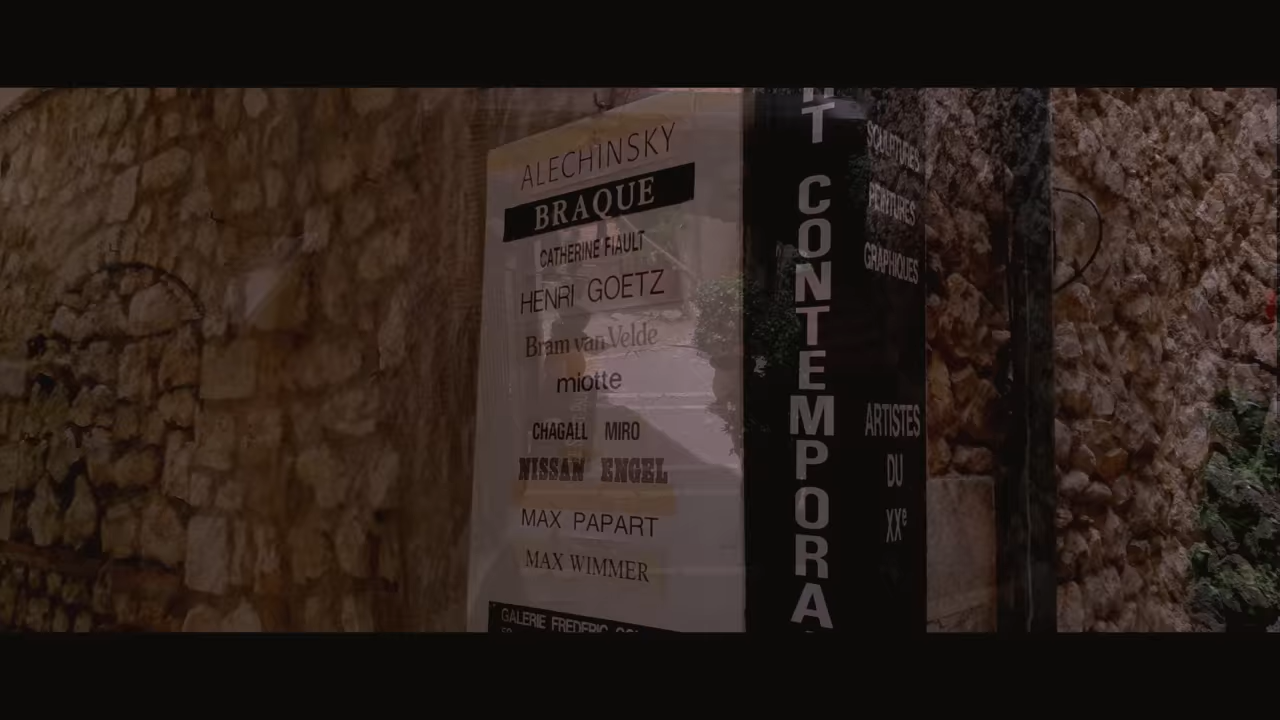 ALECHINSKY
BRAQUE
CATHERINE FIAULT
HENRI GOETZ
Bram van Velde
miotte
CHAGALL MIRO
NISSAN ENGEL
MAX PAPART
MAX WIMMER
GALERIE FREDERIC
T CONTEMPORA
SCULPTURES
PEINTURES
GRAPHIQUES
ARTISTES
DU
XXe